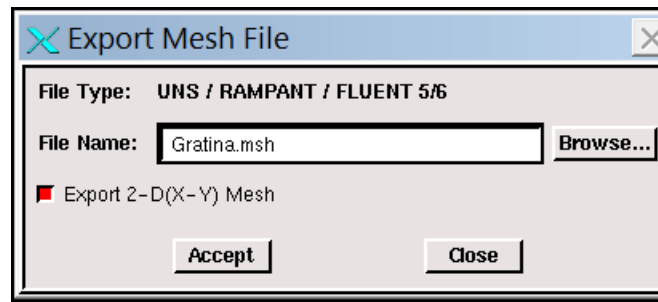 Export Mesh File
File Type: UNS / RAMPANT / FLUENT 5/6
File Name: Gratina.msh Browse...
Export 2-D(X-Y) Mesh
Accept Close